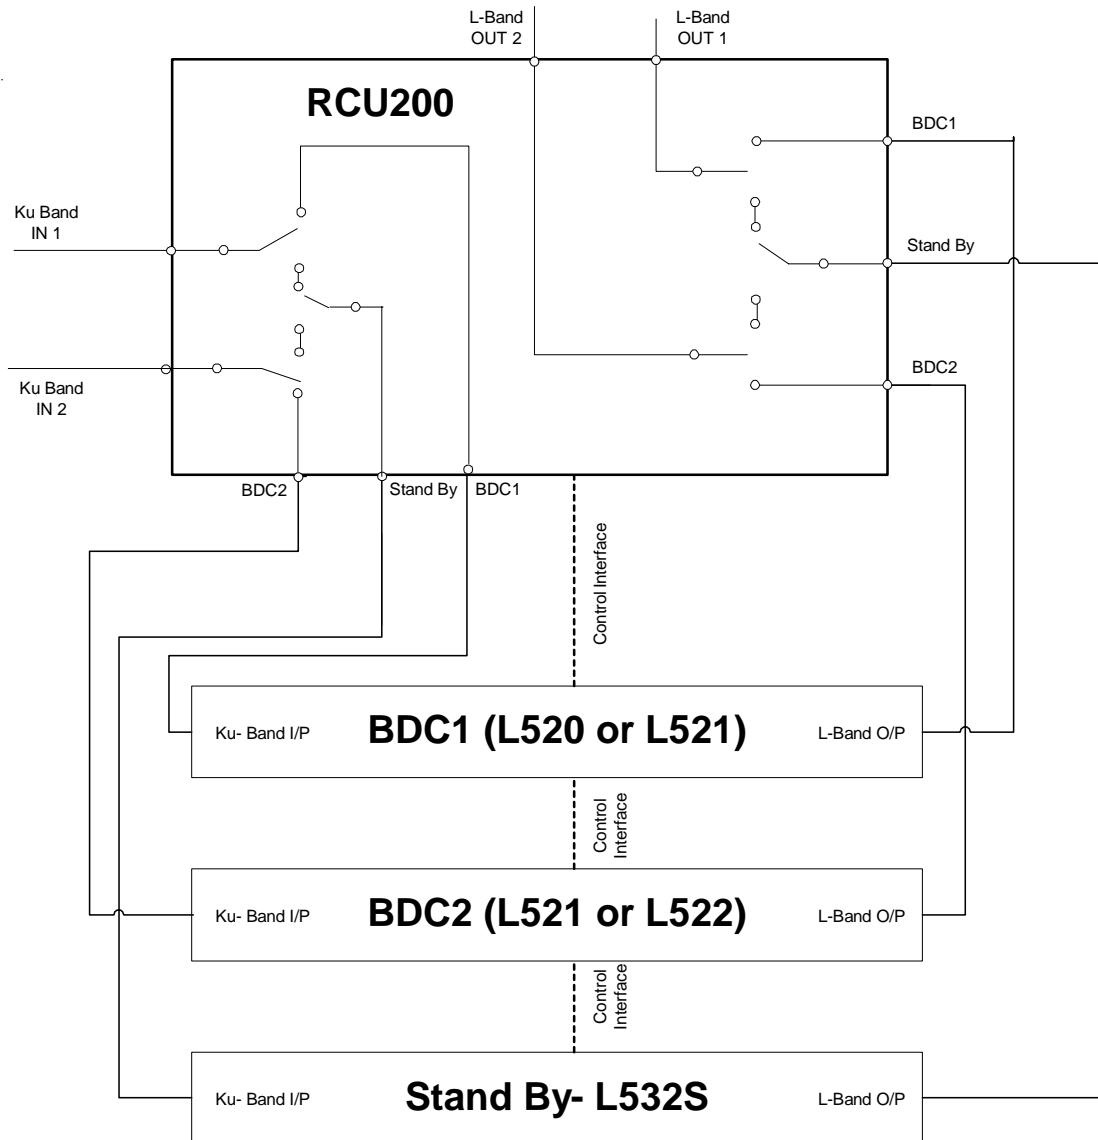 L-Band
OUT 2
L-Band
OUT 1
RCU200
BDC1
Ku Band
IN 1
Stand By
BDC2
Ku Band
IN 2
BDC2
Stand By
BDC1
Control Interface
Ku- Band I/P
BDC1 (L520 or L521)
L-Band O/P
Control
Interface
Ku- Band I/P
BDC2 (L521 or L522)
L-Band O/P
Control
Interface
Ku- Band I/P
Stand By- L532S
L-Band O/P